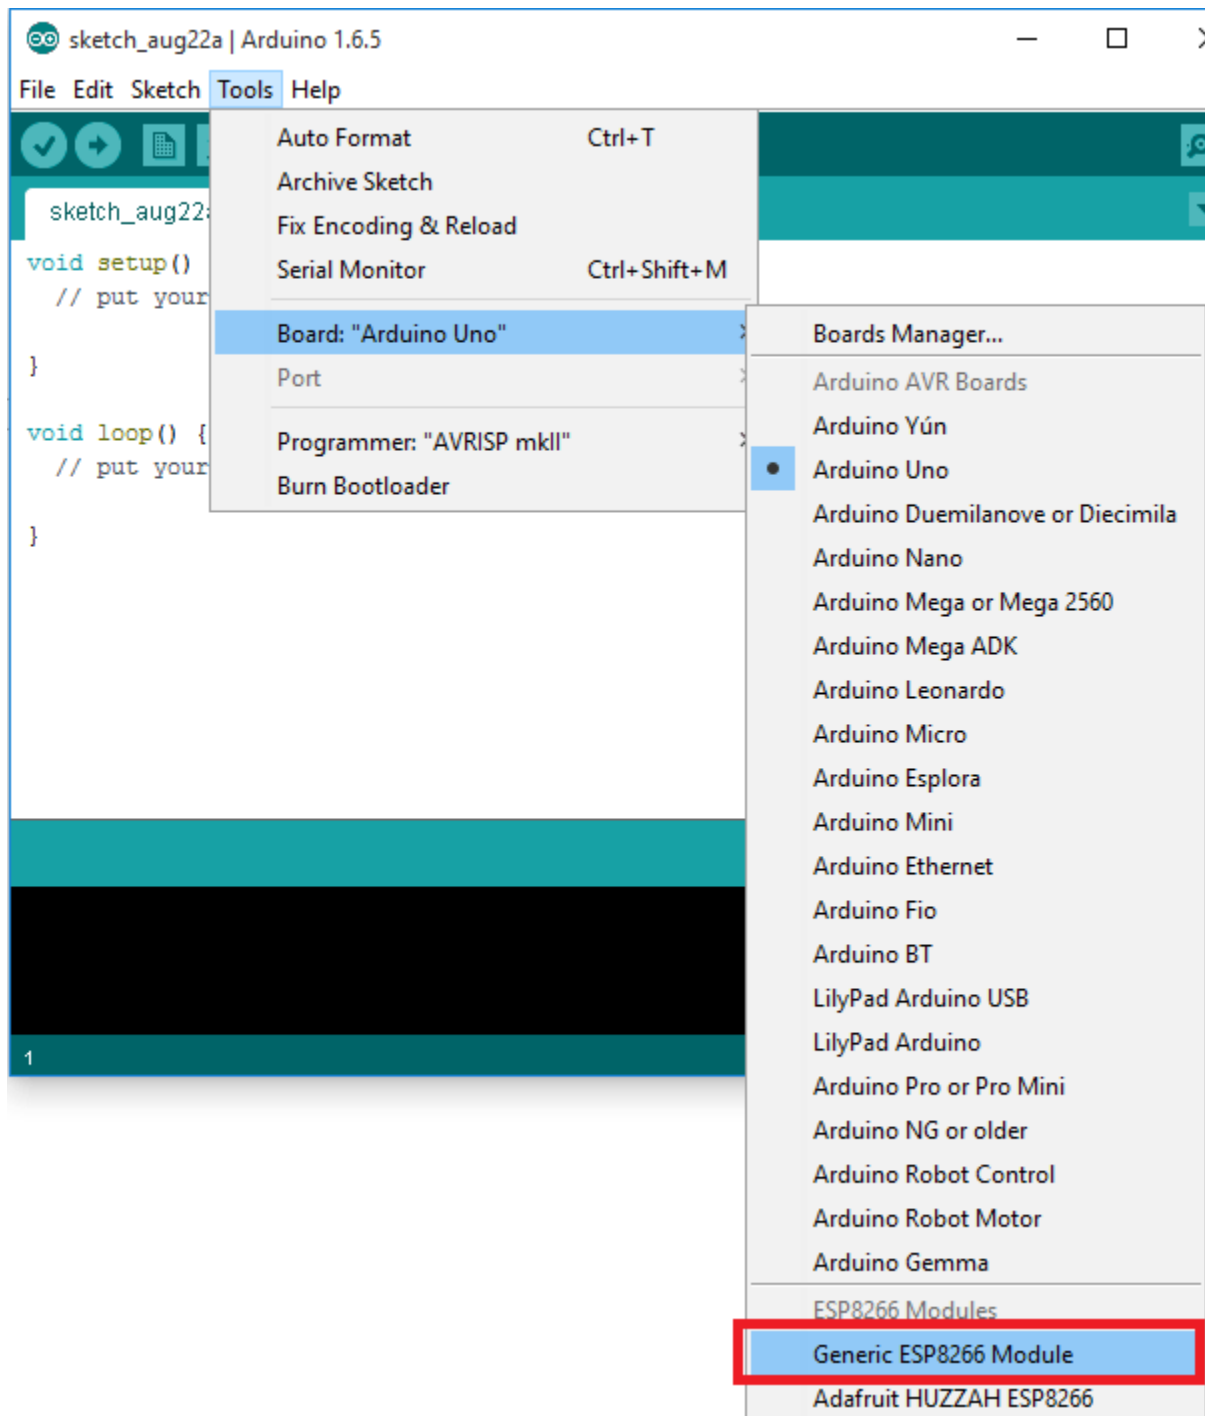 sketch_aug22a | Arduino 1.6.5
File Edit Sketch Tools Help
Auto Format Ctrl+T
Archive Sketch
Fix Encoding & Reload
Serial Monitor Ctrl+Shift+M
Board: "Arduino Uno"
Port
Programmer: "AVRISP mkII"
Burn Bootloader
sketch_aug22a
void setup()
// put your
}
void loop() {
// put your
}
1
Boards Manager...
Arduino AVR Boards
Arduino Yún
Arduino Uno
Arduino Duemilanove or Diecimila
Arduino Nano
Arduino Mega or Mega 2560
Arduino Mega ADK
Arduino Leonardo
Arduino Micro
Arduino Esplora
Arduino Mini
Arduino Ethernet
Arduino Fio
Arduino BT
LilyPad Arduino USB
LilyPad Arduino
Arduino Pro or Pro Mini
Arduino NG or older
Arduino Robot Control
Arduino Robot Motor
Arduino Gemma
ESP8266 Modules
Generic ESP8266 Module
Adafruit HUZZAH ESP8266